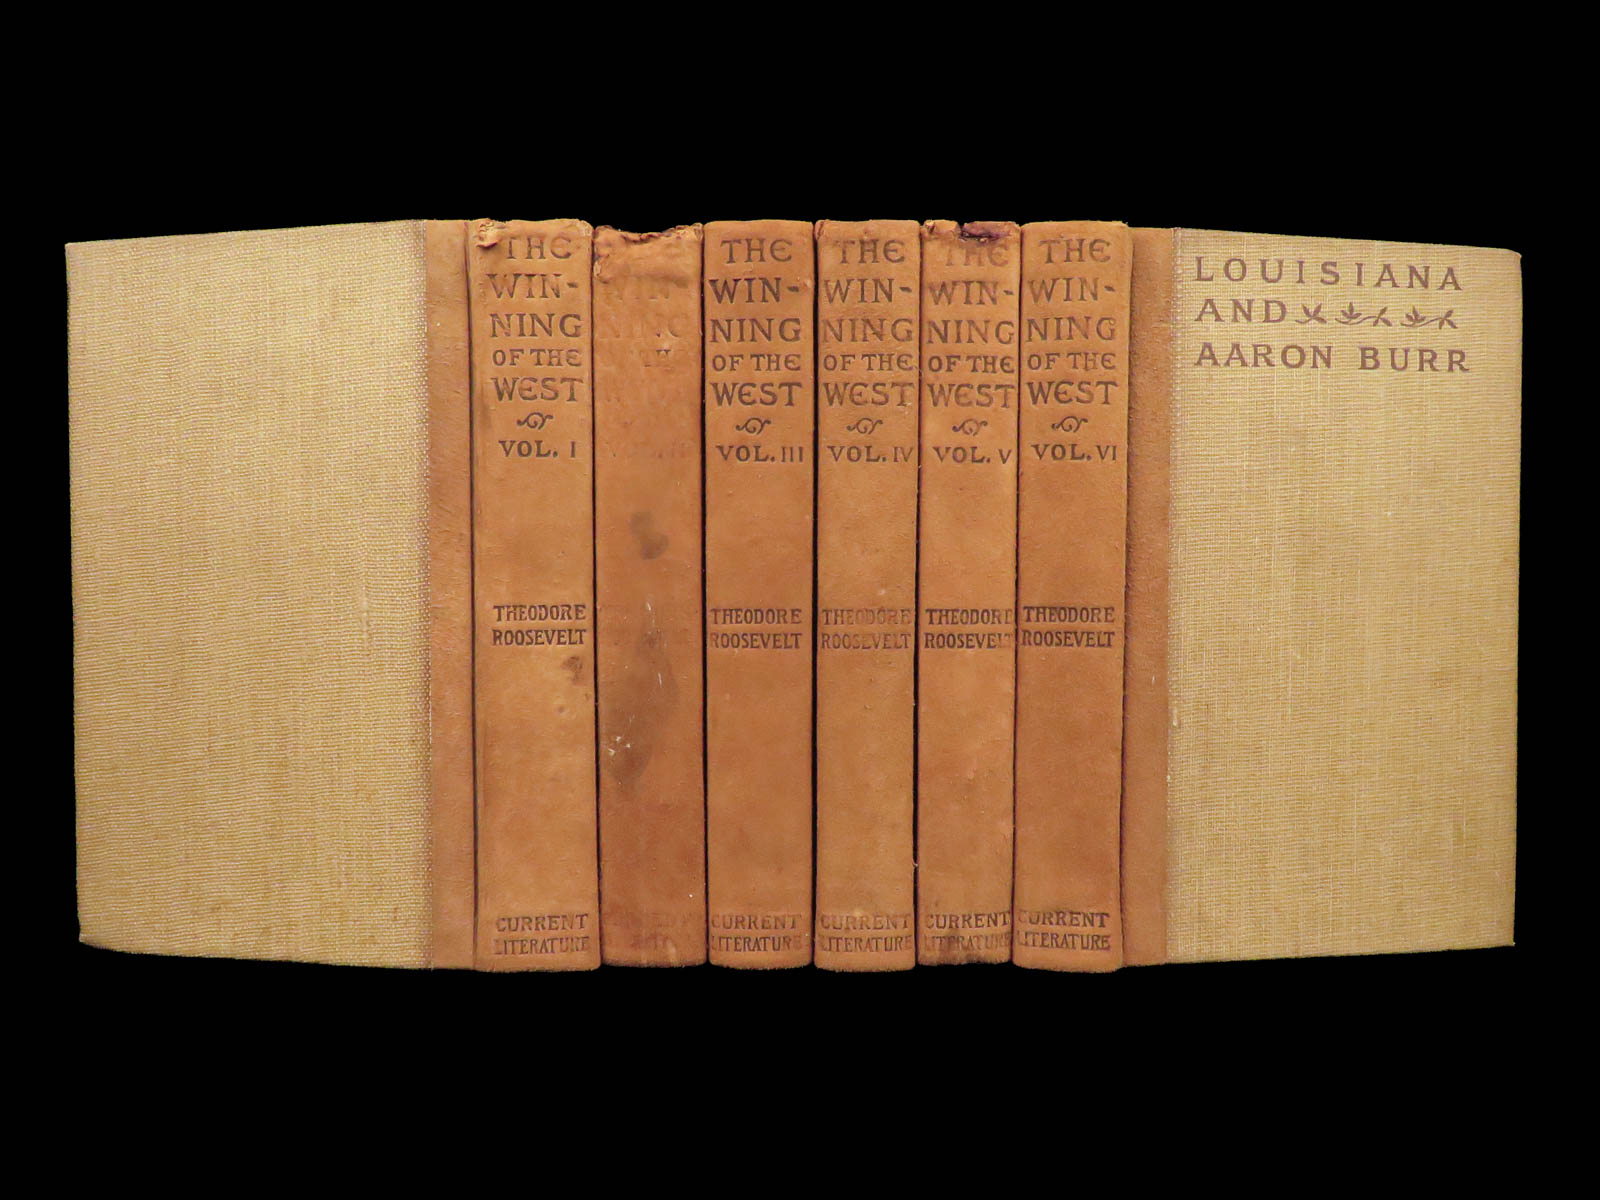 THE
WIN-
NING
OF THE
WEST
VOL. I
THEODORE
ROOSEVELT
CURRENT
LITERATURE
WIN-
NING
THE
THE
WIN-
NING
OF THE
WEST
VOL. III
THEODORE
ROOSEVELT
CURRENT
LITERATURE
THE
WIN-
NING
OF THE
WEST
VOL. IV
THEODORE
ROOSEVELT
CURRENT
LITERATURE
THE
WIN-
NING
OF THE
WEST
VOL. V
THEODORE
ROOSEVELT
CURRENT
LITERATURE
THE
WIN-
NING
OF THE
WEST
VOL. VI
THEODORE
ROOSEVELT
CURRENT
LITERATURE
LOUISIANA
AND
AARON BURR